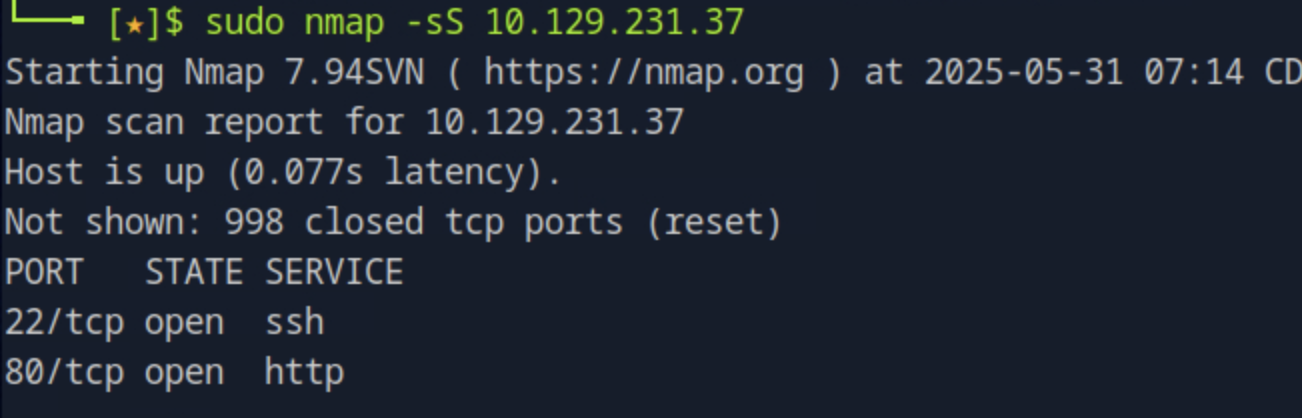 └──╼ [★]$ sudo nmap -sS 10.129.231.37
Starting Nmap 7.94SVN ( https://nmap.org ) at 2025-05-31 07:14 CD
Nmap scan report for 10.129.231.37
Host is up (0.077s latency).
Not shown: 998 closed tcp ports (reset)
PORT   STATE SERVICE
22/tcp open  ssh
80/tcp open  http